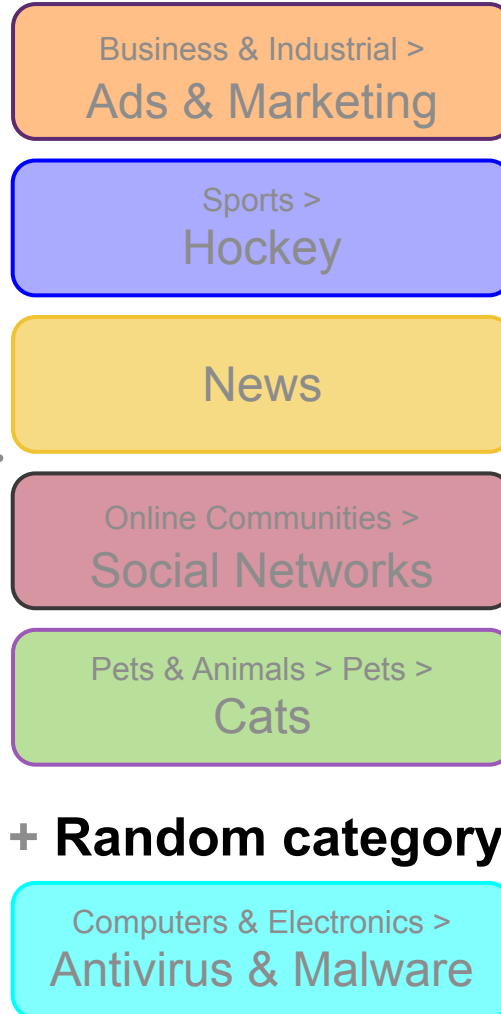 Business & Industrial >
Ads & Marketing
Sports >
Hockey
News
Online Communities >
Social Networks
Pets & Animals > Pets >
Cats
+ Random category
Computers & Electronics >
Antivirus & Malware